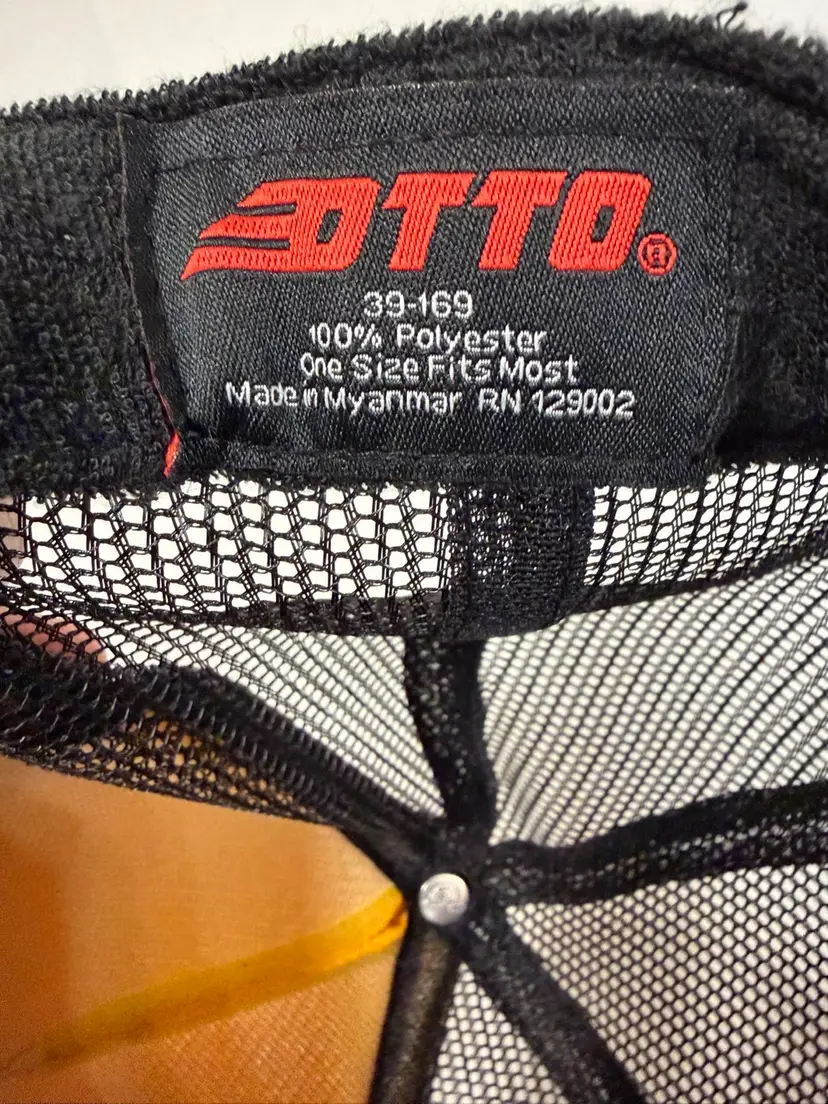 OTTO®
39-169
100% Polyester
One Size Fits Most
Made in Myanmar RN 129002